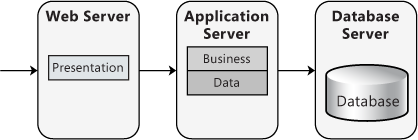 Web Server
Presentation
Application
Server
Business
Data
Database
Server
Database